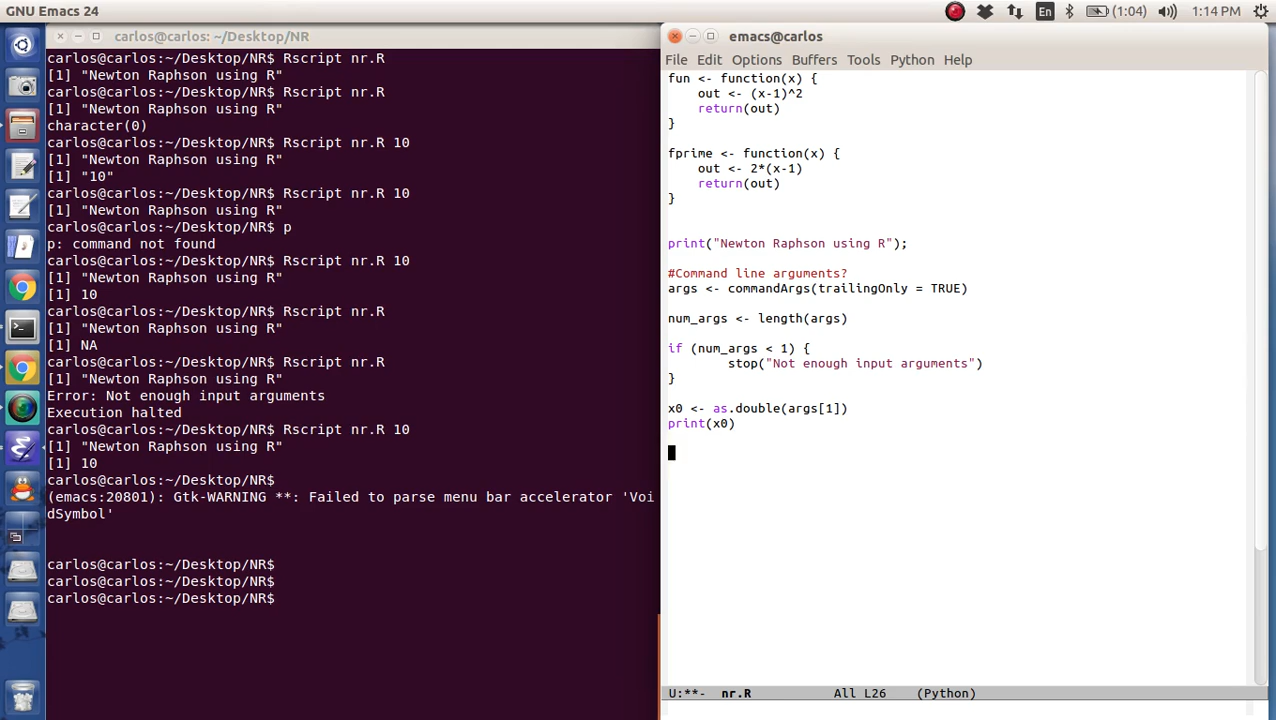 GNU Emacs 24
En
(1:04)
1:14 PM
carlos@carlos: ~/Desktop/NR
carlos@carlos:~/Desktop/NR$ Rscript nr.R
[1] "Newton Raphson using R"
carlos@carlos:~/Desktop/NR$ Rscript nr.R
[1] "Newton Raphson using R"
character(0)
carlos@carlos:~/Desktop/NR$ Rscript nr.R 10
[1] "Newton Raphson using R"
[1] "10"
carlos@carlos:~/Desktop/NR$ Rscript nr.R 10
[1] "Newton Raphson using R"
carlos@carlos:~/Desktop/NR$ p
p: command not found
carlos@carlos:~/Desktop/NR$ Rscript nr.R 10
[1] "Newton Raphson using R"
[1] 10
carlos@carlos:~/Desktop/NR$ Rscript nr.R
[1] "Newton Raphson using R"
[1] NA
carlos@carlos:~/Desktop/NR$ Rscript nr.R
[1] "Newton Raphson using R"
Error: Not enough input arguments
Execution halted
carlos@carlos:~/Desktop/NR$ Rscript nr.R 10
[1] "Newton Raphson using R"
[1] 10
carlos@carlos:~/Desktop/NR$
(emacs:20801): Gtk-WARNING **: Failed to parse menu bar accelerator 'Voi
dSymbol'
carlos@carlos:~/Desktop/NR$
carlos@carlos:~/Desktop/NR$
carlos@carlos:~/Desktop/NR$
emacs@carlos
File Edit Options Buffers Tools Python Help
fun <- function(x) {
    out <- (x-1)^2
    return(out)
}
fprime <- function(x) {
    out <- 2*(x-1)
    return(out)
}
print("Newton Raphson using R");
#Command line arguments?
args <- commandArgs(trailingOnly = TRUE)
num_args <- length(args)
if (num_args < 1) {
        stop("Not enough input arguments")
}
x0 <- as.double(args[1])
print(x0)
U:**-  nr.R  All L26  (Python)